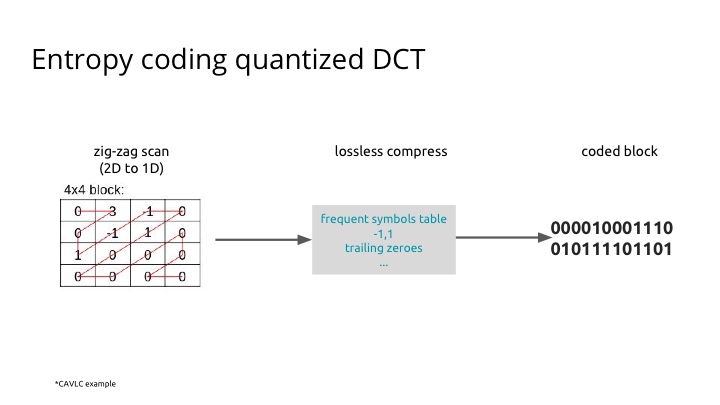 Entropy coding quantized DCT
zig-zag scan
(2D to 1D)
4x4 block:
0 3 -1 0
0 -1 1 0
1 0 0 0
0 0 0 0
lossless compress
frequent symbols table
-1,1
trailing zeroes
...
coded block
000010001110
010111101101
*CAVLC example